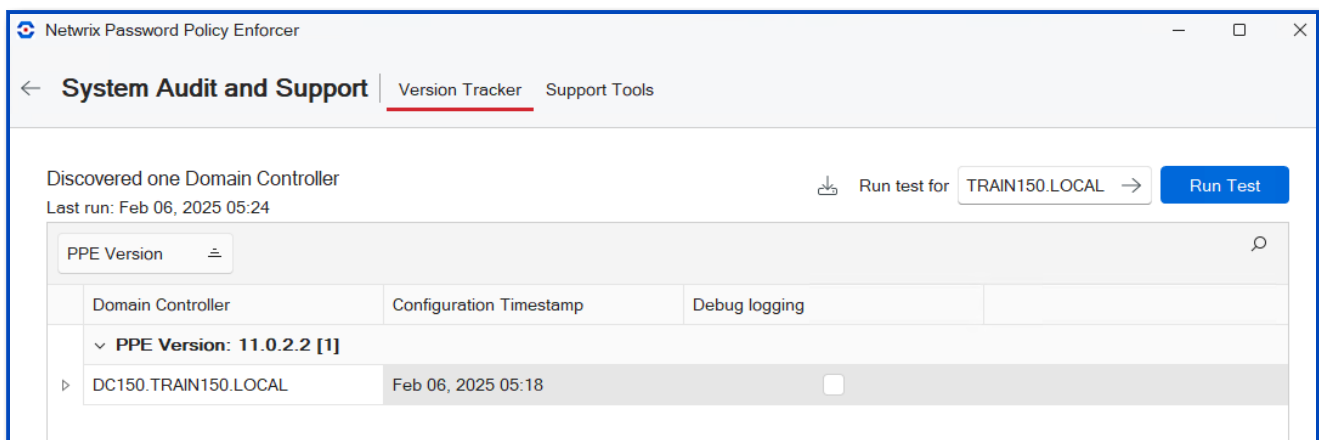 Netwrix Password Policy Enforcer
System Audit and Support Version Tracker Support Tools
Discovered one Domain Controller
Last run: Feb 06, 2025 05:24
Run test for TRAIN150.LOCAL Run Test
PPE Version
Domain Controller Configuration Timestamp Debug logging
PPE Version: 11.0.2.2 [1]
DC150.TRAIN150.LOCAL Feb 06, 2025 05:18